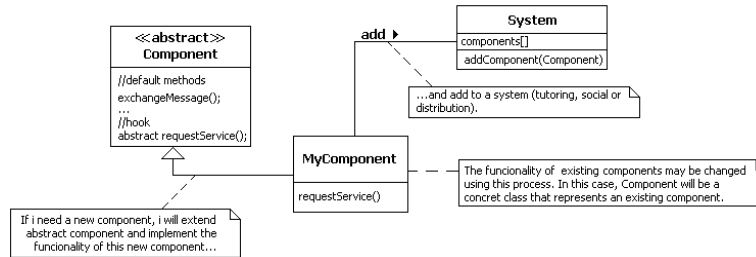 ≪abstract≫
Component
//default methods
exchangeMessage();
...
//hook
abstract requestService();
add
System
components[]
addComponent(Component)
...and add to a system (tutoring, social or
distribution).
MyComponent
requestService()
The funcionality of existing components may be changed
using this process. In this case, Component will be a
concret class that represents an existing component.
If i need a new component, i will extend
abstract component and implement the
funcionality of this new component...